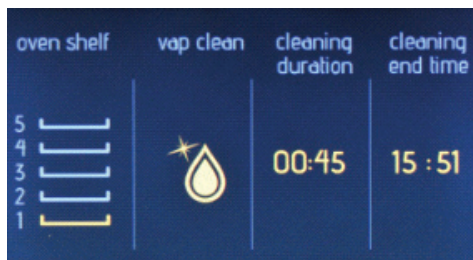 oven shelf
vap clean
cleaning
duration
cleaning
end time
5
4
3
2
1
00:45
15 : 51